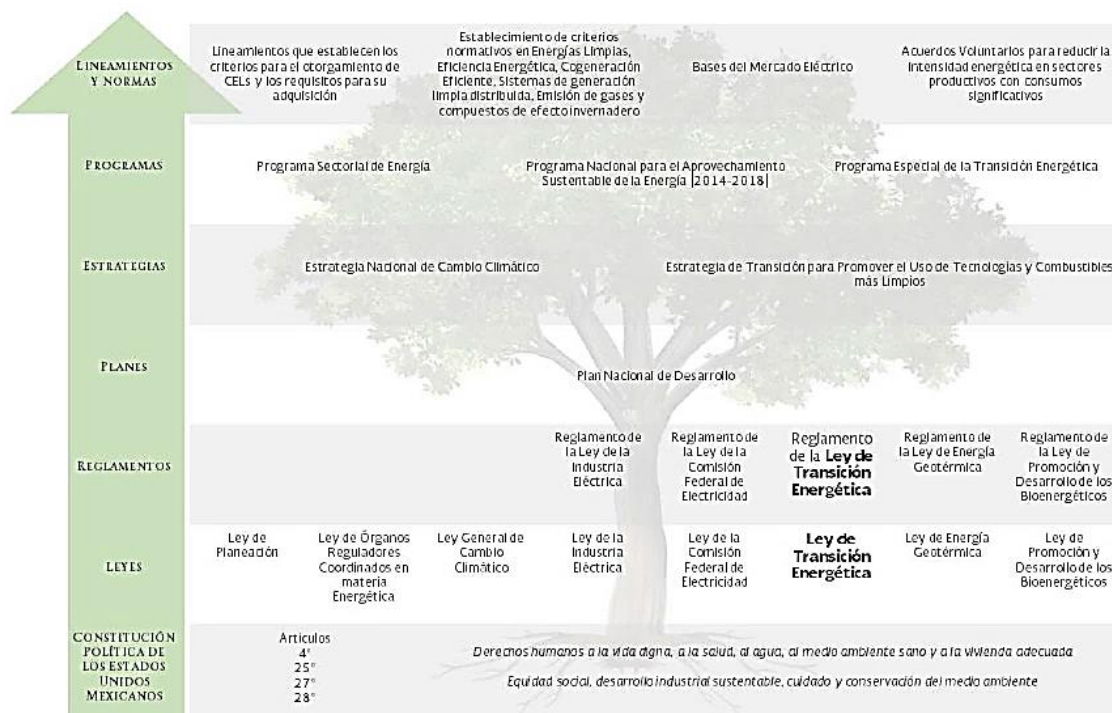 LINEAMIENTOS
Y NORMAS
Lineamientos que establecen los
criterios para el otorgamiento de
CELs y los requisitos para su
adquisición
Establecimiento de criterios
normativos en Energías Limpias,
Eficiencia Energética, Cogeneración
Eficiente, Sistemas de generación
limpia distribuida, Emisión de gases y
compuestos de efecto invernadero
Bases del Mercado Eléctrico
Acuerdos Voluntarios para reducir la
intensidad energética en sectores
productivos con consumos
significativos
PROGRAMAS
Programa Sectorial de Energía
Programa Nacional para el Aprovechamiento
Sustentable de la Energía |2014-2018|
Programa Especial de la Transición Energética
ESTRATEGIAS
Estrategia Nacional de Cambio Climático
Estrategia de Transición para Promover el Uso de Tecnologías y Combustibles
más Limpios
PLANES
Plan Nacional de Desarrollo
REGLAMENTOS
Reglamento de
la Ley de la
Industria
Eléctrica
Reglamento de
la Ley de la
Comisión
Federal de
Electricidad
Reglamento
de la Ley de
Transición
Energética
Reglamento de
la Ley de Energía
Geotérmica
Reglamento de
la Ley de
Promoción y
Desarrollo de los
Bioenergéticos
LEYES
Ley de
Planeación
Ley de Órganos
Reguladores
Coordinados en
materia
Energética
Ley General de
Cambio
Climático
Ley de la
Industria
Eléctrica
Ley de la
Comisión
Federal de
Electricidad
Ley de
Transición
Energética
Ley de Energía
Geotérmica
Ley de
Promoción y
Desarrollo de los
Bioenergéticos
CONSTITUCIÓN
POLÍTICA DE
LOS ESTADOS
UNIDOS
MEXICANOS
Artículos
4°
25°
27°
28°
Derechos humanos a la vida digna, a la salud, al agua, al medio ambiente sano y a la vivienda adecuada
Equidad social, desarrollo industrial sustentable, cuidado y conservación del medio ambiente